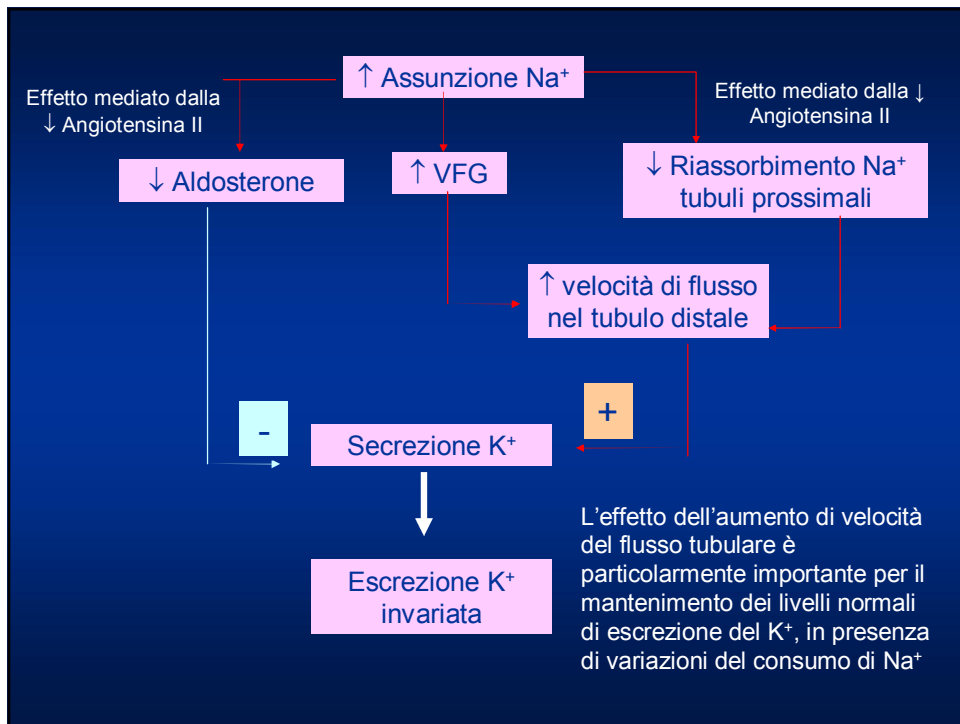 ↑ Assunzione Na⁺
Effetto mediato dalla
↓ Angiotensina II
Effetto mediato dalla ↓
Angiotensina II
↓ Aldosterone
↑ VFG
↓ Riassorbimento Na⁺
tubuli prossimali
↑ velocità di flusso
nel tubulo distale
-
+
Secrezione K⁺
Escrezione K⁺
invariata
L'effetto dell'aumento di velocità
del flusso tubulare è
particolarmente importante per il
mantenimento dei livelli normali
di escrezione del K⁺, in presenza
di variazioni del consumo di Na⁺